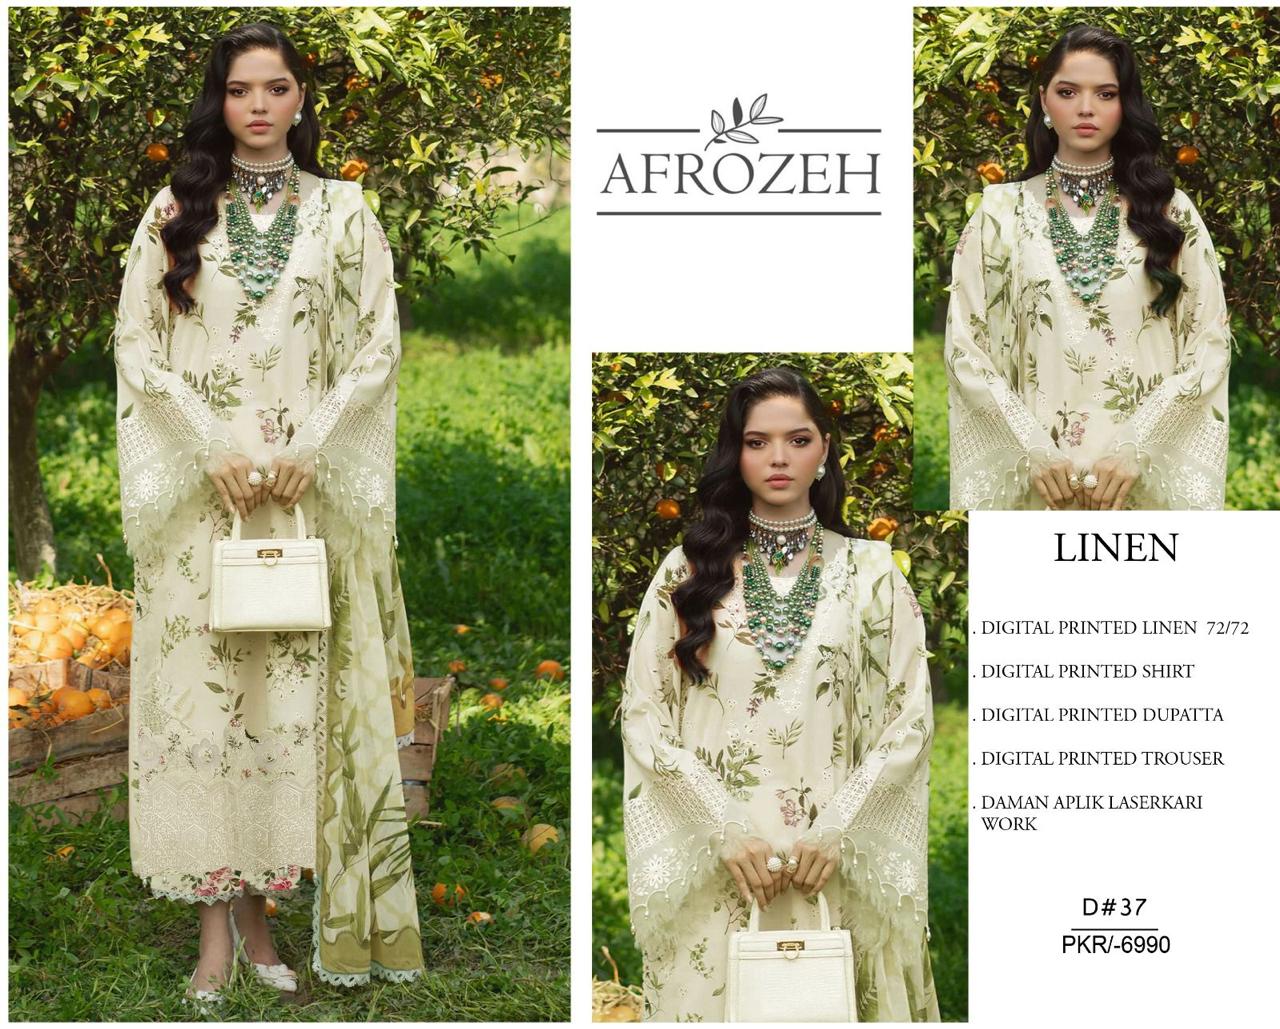 AFROZEH
LINEN
. DIGITAL PRINTED LINEN 72/72
. DIGITAL PRINTED SHIRT
. DIGITAL PRINTED DUPATTA
. DIGITAL PRINTED TROUSER
. DAMAN APLIK LASERKARI
WORK
D#37
PKR/-6990